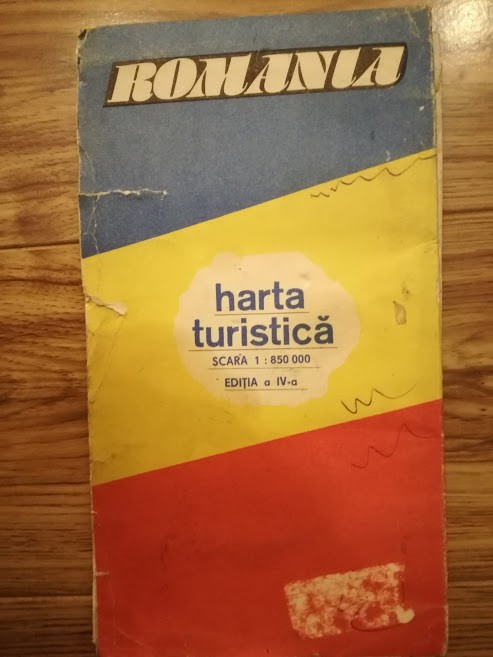 ROMANIA
harta
turistică
SCARA 1 : 850 000
EDIȚIA a IV-a